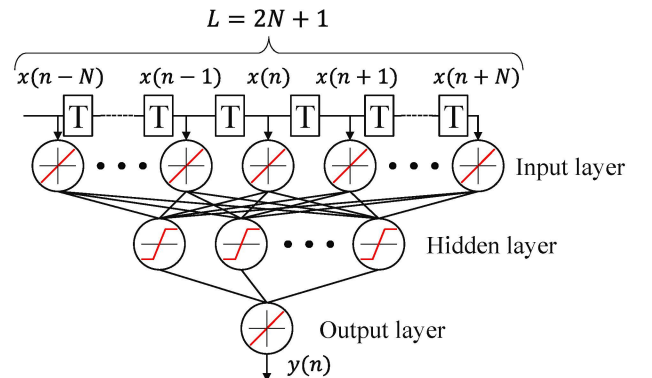 L = 2N + 1
x(n − N) x(n − 1) x(n) x(n + 1) x(n + N)
T T T T T T
Input layer
Hidden layer
Output layer
y(n)